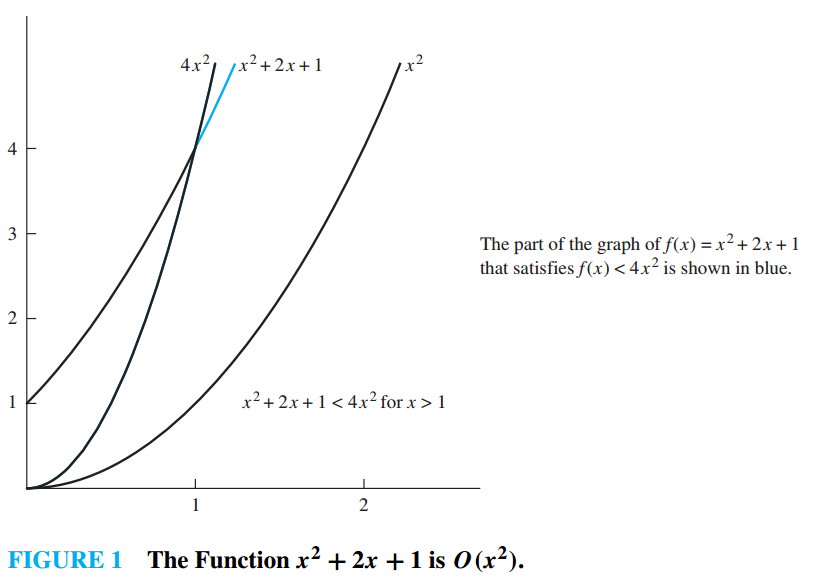 4x² x² + 2x + 1 x²
4
3
The part of the graph of f(x) = x² + 2x + 1
that satisfies f(x) < 4x² is shown in blue.
2
1
x² + 2x + 1 < 4x² for x > 1
1 2
FIGURE 1 The Function x² + 2x + 1 is O(x²).